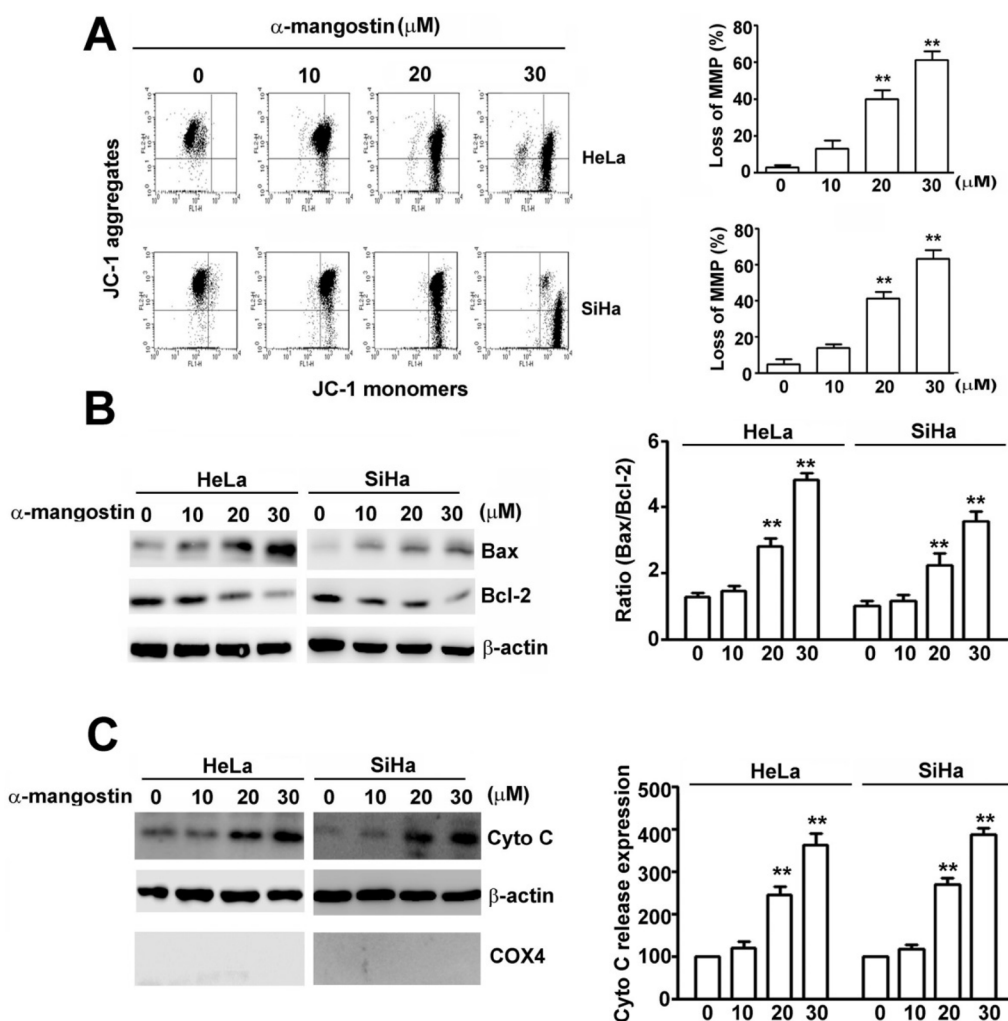 A
α-mangostin (μM)
0 10 20 30
JC-1 aggregates
FL2-H
FL1-H
HeLa
SiHa
JC-1 monomers
Loss of MMP (%)
80
60
40
20
0
**
**
0 10 20 30 (μM)
Loss of MMP (%)
80
60
40
20
0
**
**
0 10 20 30 (μM)
B
HeLa SiHa
α-mangostin 0 10 20 30 0 10 20 30 (μM)
Bax
Bcl-2
β-actin
HeLa SiHa
Ratio (Bax/Bcl-2)
6
4
2
0
**
**
**
**
0 10 20 30 0 10 20 30
C
HeLa SiHa
α-mangostin 0 10 20 30 0 10 20 30 (μM)
Cyto C
β-actin
COX4
HeLa SiHa
Cyto C release expression
500
400
300
200
100
0
**
**
**
**
0 10 20 30 0 10 20 30